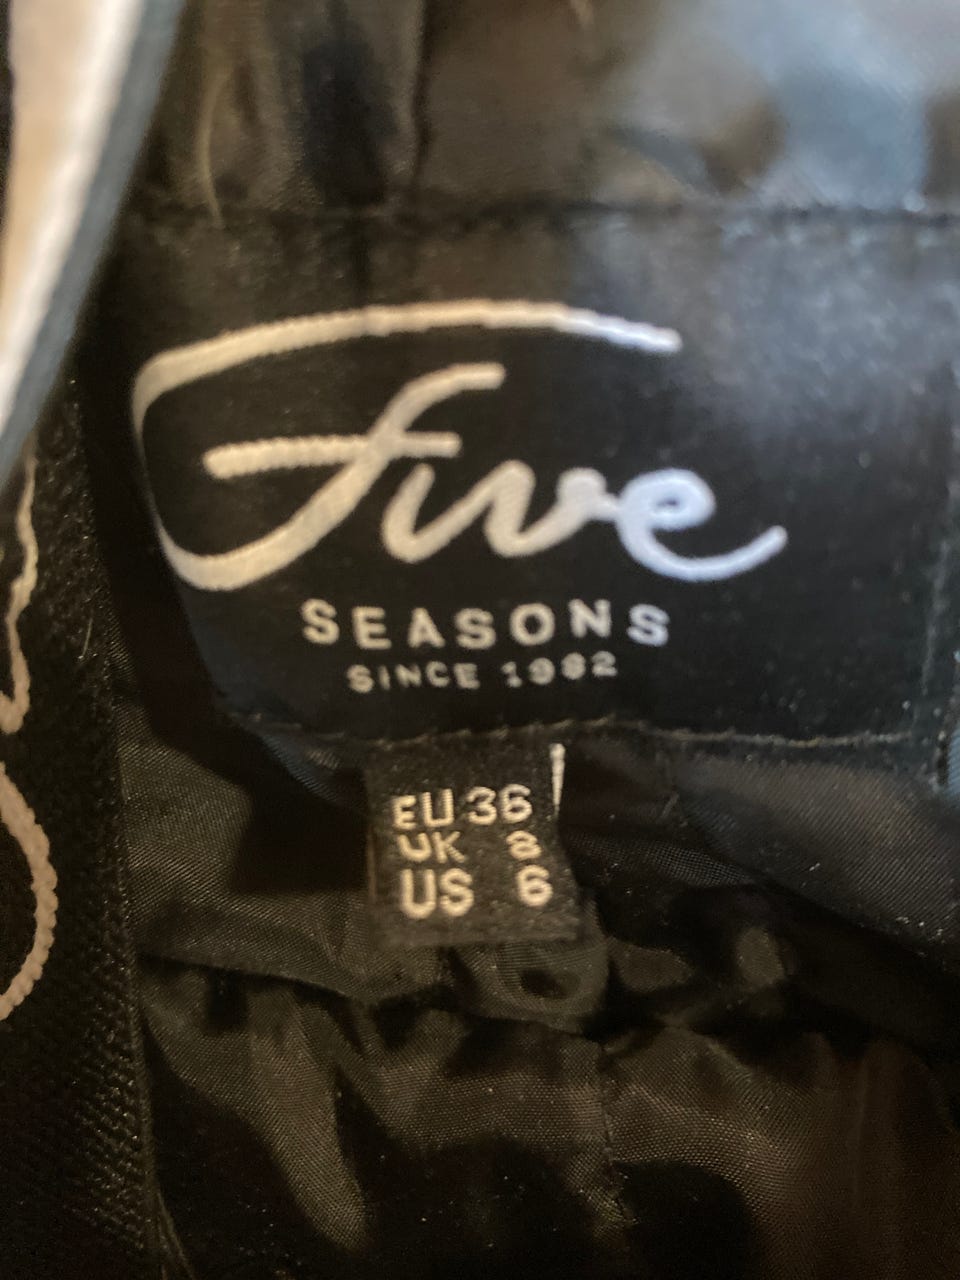 Five
SEASONS
SINCE 1982
EU 36
UK 8
US 6